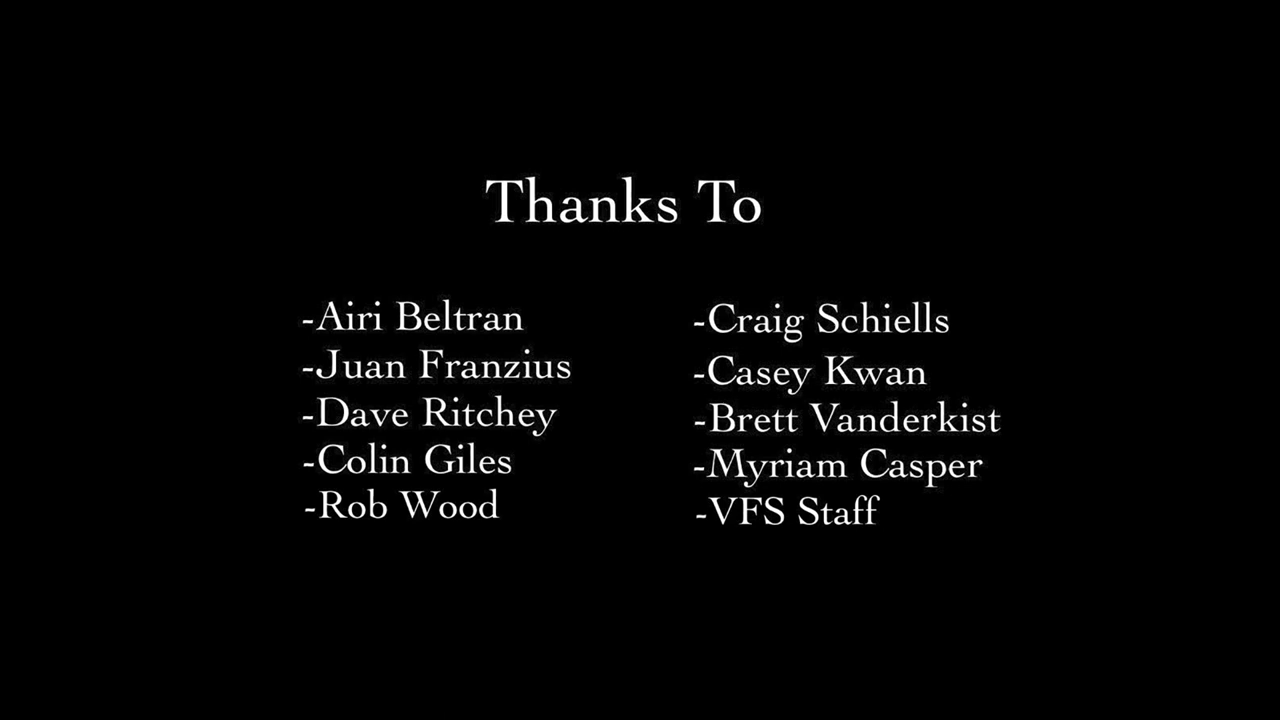 Thanks To
-Airi Beltran
-Juan Franzius
-Dave Ritchey
-Colin Giles
-Rob Wood
-Craig Schiells
-Casey Kwan
-Brett Vanderkist
-Myriam Casper
-VFS Staff